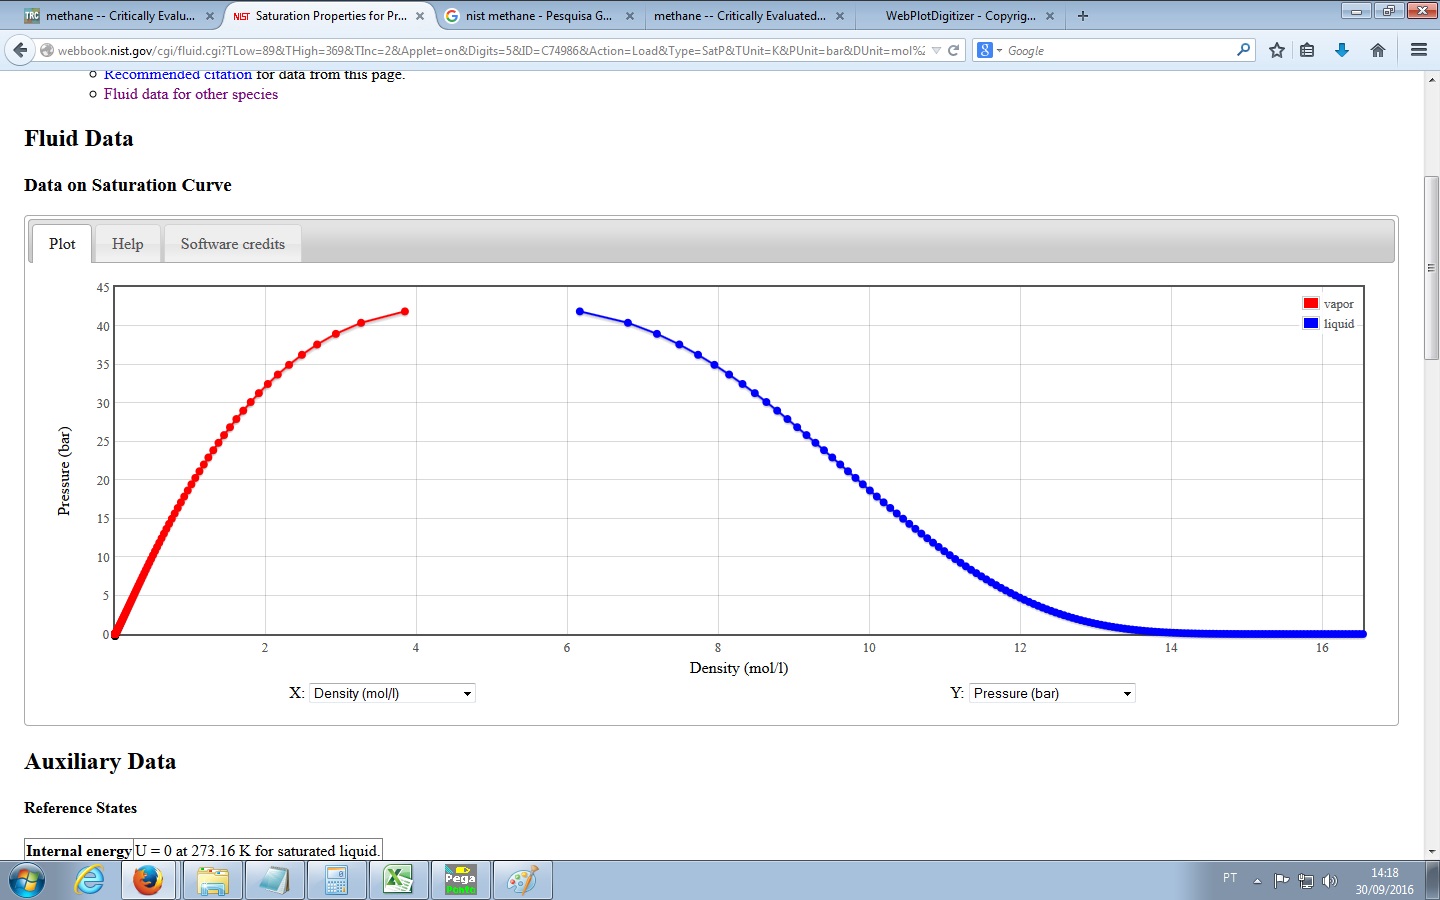 methane -- Critically Evalu...
Saturation Properties for Pr...
nist methane - Pesquisa G...
methane -- Critically Evaluated...
WebPlotDigitizer - Copyrig...
webbook.nist.gov/cgi/fluid.cgi?TLow=89&THigh=369&TInc=2&Applet=on&Digits=5&ID=C74986&Action=Load&Type=SatP&TUnit=K&PUnit=bar&DUnit=mol%2
Google
Recommended citation for data from this page.
Fluid data for other species
Fluid Data
Data on Saturation Curve
Plot Help Software credits
45
40
35
30
25
20
15
10
5
0
Pressure (bar)
vapor
liquid
2 4 6 8 10 12 14 16
Density (mol/l)
X: Density (mol/l) Y: Pressure (bar)
Auxiliary Data
Reference States
Internal energy U = 0 at 273.16 K for saturated liquid.
Pega
Ponto
PT
14:18
30/09/2016
TRC
NIST